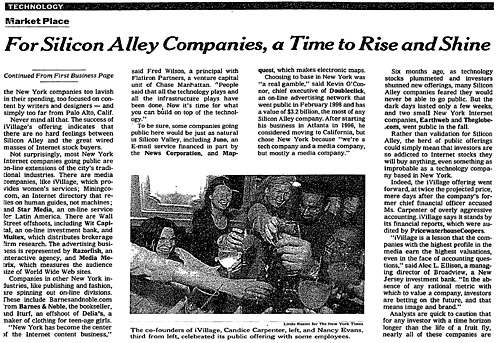 TECHNOLOGY
Market Place
For Silicon Alley Companies, a Time to Rise and Shine
Continued From First Business Page
the New York companies too lavish
in their spending, too focused on con-
tent by writers and designers — and
simply too far from Palo Alto, Calif.
Never mind all that. The success of
iVillage's offering indicates that
there are no hard feelings between
Silicon Alley and the great wired
masses of Internet stock buyers.
Not surprisingly, most New York
Internet companies going public are
on-line extensions of the city's tradi-
tional industries. There are media
companies, like iVillage, which pro-
vides women's services; Miningco-
.com, an Internet directory that re-
lies on human guides, not machines;
and Star Media, an on-line service
for Latin America. There are Wall
Street offshoots, including Wit Capi-
tal, an on-line investment bank, and
Multex, which distributes brokerage
firm research. The advertising busi-
ness is represented by Razorfish, an
interactive agency, and Media Me-
trix, which measures the audience
size of World Wide Web sites.
Companies in other New York in-
dustries, like publishing and fashion,
are spinning out on-line divisions.
These include Barnesandnoble.com
from Barnes & Noble, the bookseller,
and Iturf, an offshoot of Delia's, a
maker of clothing for teen-age girls.
"New York has become the center
of the Internet content business,"
said Fred Wilson, a principal with
Flatiron Partners, a venture capital
unit of Chase Manhattan. "People
said that all the technology plays and
all the infrastructure plays have
been done. Now it's time for what
you can build on top of the technol-
ogy."
To be sure, some companies going
public here would be just as natural
in Silicon Valley, including Juno, an
E-mail service financed in part by
the News Corporation, and Map-
quest, which makes electronic maps.
Choosing to base in New York was
"a real gamble," said Kevin O'Con-
nor, chief executive of Doubleclick,
an on-line advertising network that
went public in February 1998 and has
a value of $3.2 billion, the most of any
Silicon Alley company. After starting
his business in Atlanta in 1996, he
considered moving to California, but
chose New York because "we're a
tech company and a media company,
but mostly a media company."
Linda Rosier for The New York Times
The co-founders of iVillage, Candice Carpenter, left, and Nancy Evans,
third from left, celebrated its public offering with some employees.
Six months ago, as technology
stocks plummeted and investors
shunned new offerings, many Silicon
Alley companies feared they would
never be able to go public. But the
dark days lasted only a few weeks,
and two small New York Internet
companies, Earthweb and Theglobe-
.com, went public in the fall.
Rather than validation for Silicon
Alley, the herd of public offerings
could simply mean that investors are
so addicted to Internet stocks they
will buy anything, even something as
improbable as a technology compa-
ny based in New York.
Indeed, the iVillage offering went
forward, at twice the projected price,
mere days after the company's for-
mer chief financial officer accused
Ms. Carpenter of overly aggressive
accounting. iVillage says it stands by
its financial reports, which were au-
dited by PricewaterhouseCoopers.
"iVillage is a lesson that the com-
panies with the highest profile in the
media earn the highest valuations,
even in the face of accounting ques-
tions," said Alec L. Ellison, a manag-
ing director of Broadview, a New
Jersey investment bank. "In the ab-
sence of any rational metric with
which to value a company, investors
are betting on the future, and that
means image and brand."
Analysts are quick to caution that
for any investor with a time horizon
longer than the life of a fruit fly,
nearly all of these companies are